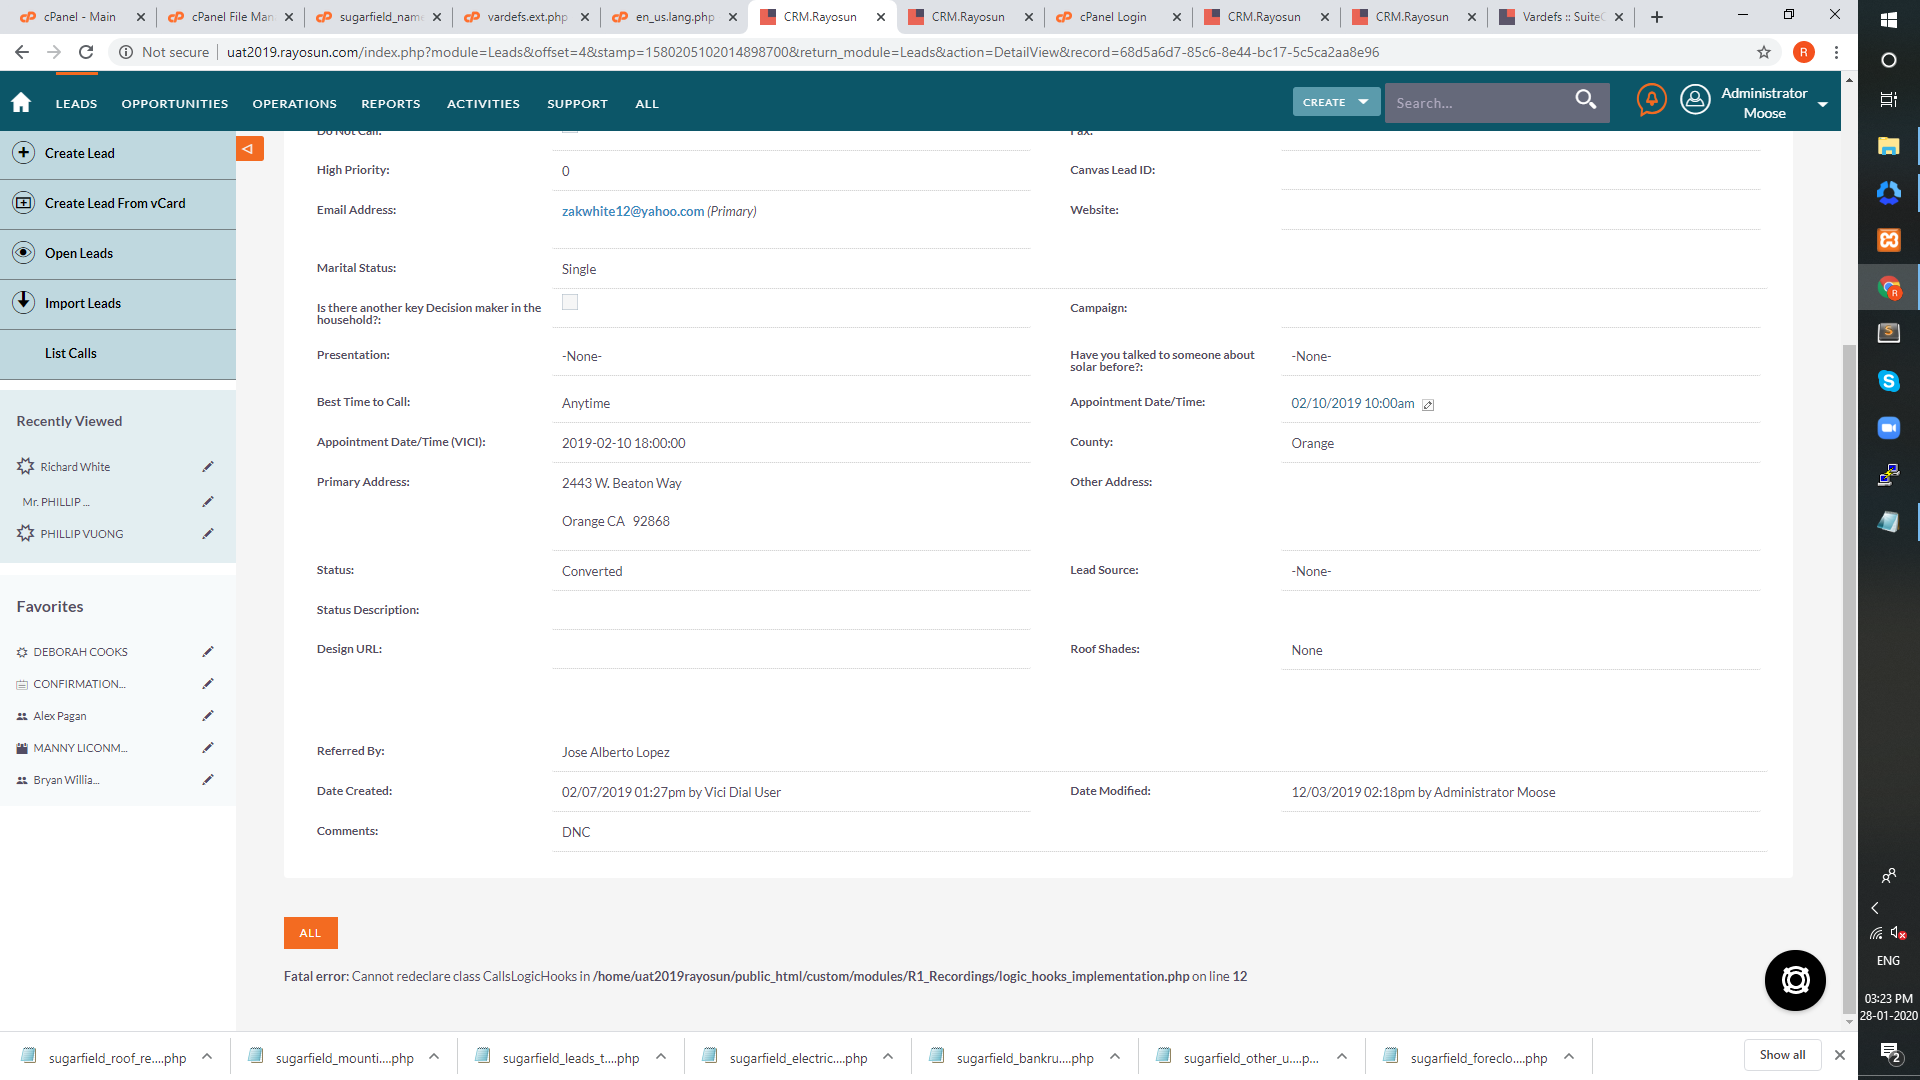 cPanel - Main
cPanel File Man
sugarfield_name
vardefs.ext.php
en_us.lang.php
CRM.Rayosun
CRM.Rayosun
cPanel Login
CRM.Rayosun
CRM.Rayosun
Vardefs :: SuiteC
Not secure
uat2019.rayosun.com/index.php?module=Leads&offset=4&stamp=1580205102014898700&return_module=Leads&action=DetailView&record=68d5a6d7-85c6-8e44-bc17-5c5ca2aa8e96
R
LEADS
OPPORTUNITIES
OPERATIONS
REPORTS
ACTIVITIES
SUPPORT
ALL
CREATE
Search...
Administrator
Moose
Create Lead
Create Lead From vCard
Open Leads
Import Leads
List Calls
Recently Viewed
Richard White
Mr. PHILLIP ...
PHILLIP VUONG
Favorites
DEBORAH COOKS
CONFIRMATION...
Alex Pagan
MANNY LICONM...
Bryan Willia...
Do Not Call:
Fax:
High Priority:
0
Canvas Lead ID:
Email Address:
zakwhite12@yahoo.com (Primary)
Website:
Marital Status:
Single
Is there another key Decision maker in the
household?:
Campaign:
Presentation:
-None-
Have you talked to someone about
solar before?:
-None-
Best Time to Call:
Anytime
Appointment Date/Time:
02/10/2019 10:00am
Appointment Date/Time (VICI):
2019-02-10 18:00:00
County:
Orange
Primary Address:
2443 W. Beaton Way
Orange CA 92868
Other Address:
Status:
Converted
Lead Source:
-None-
Status Description:
Design URL:
Roof Shades:
None
Referred By:
Jose Alberto Lopez
Date Created:
02/07/2019 01:27pm by Vici Dial User
Date Modified:
12/03/2019 02:18pm by Administrator Moose
Comments:
DNC
ALL
Fatal error: Cannot redeclare class CallsLogicHooks in /home/uat2019rayosun/public_html/custom/modules/R1_Recordings/logic_hooks_implementation.php on line 12
sugarfield_roof_re....php
sugarfield_mounti....php
sugarfield_leads_t....php
sugarfield_electric....php
sugarfield_bankru....php
sugarfield_other_u....p...
sugarfield_foreclo....php
Show all
ENG
03:23 PM
28-01-2020
2